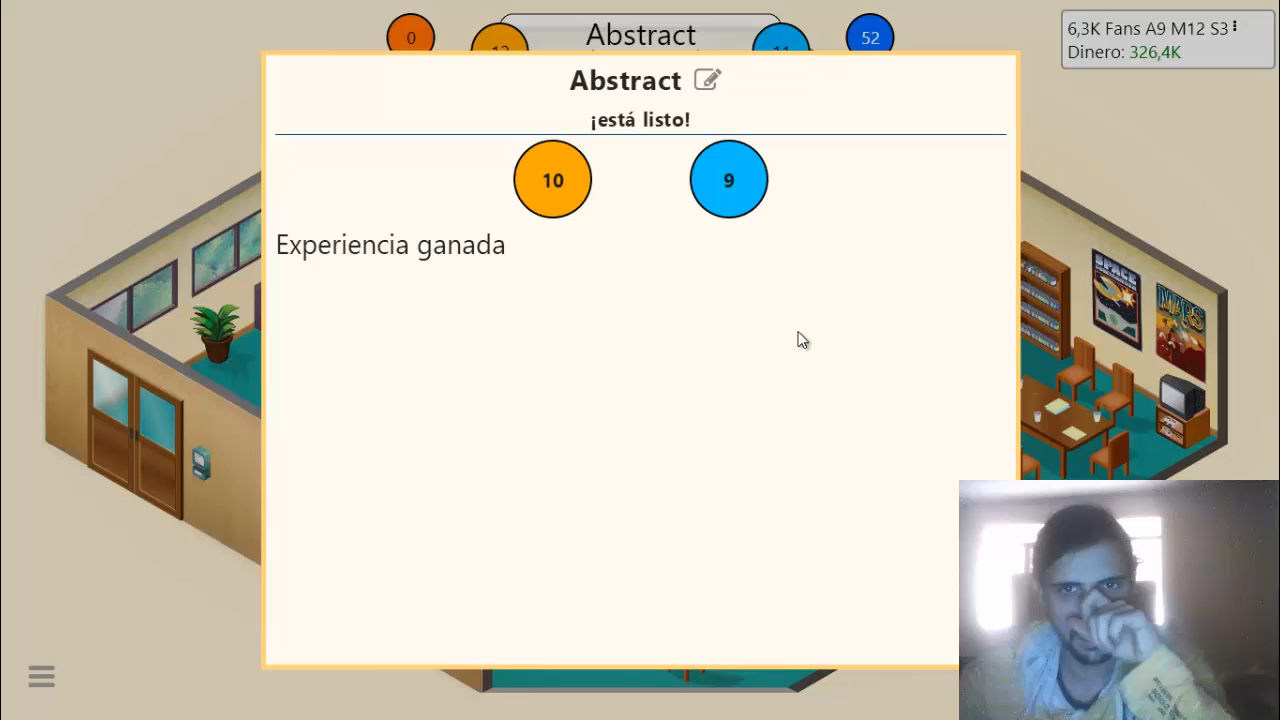 0
Abstract
52
6,3K Fans A9 M12 S3
Dinero: 326,4K
Abstract
¡está listo!
10
9
Experiencia ganada
SPACE
MARS